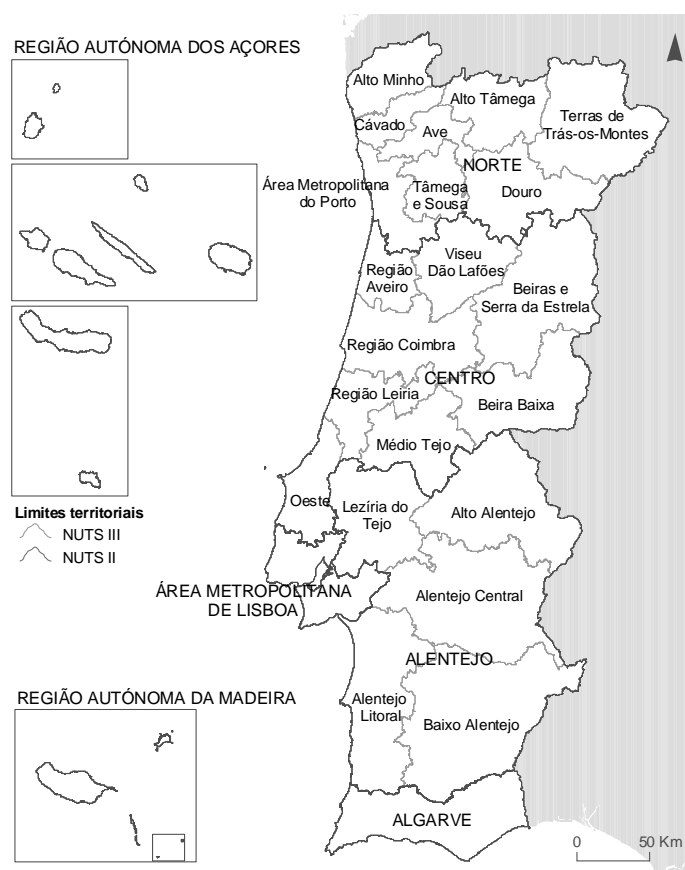 REGIÃO AUTÓNOMA DOS AÇORES
Alto Minho
Alto Tâmega
Terras de
Trás-os-Montes
Cávado
Ave
NORTE
Área Metropolitana
do Porto
Tâmega
e Sousa
Douro
Viseu
Dão Lafões
Região
Aveiro
Beiras e
Serra da Estrela
Região Coimbra
CENTRO
Região Leiria
Beira Baixa
Médio Tejo
Oeste
Lezíria do
Tejo
Alto Alentejo
Limites territoriais
NUTS III
NUTS II
ÁREA METROPOLITANA
DE LISBOA
Alentejo Central
ALENTEJO
REGIÃO AUTÓNOMA DA MADEIRA
Alentejo
Litoral
Baixo Alentejo
ALGARVE
0 50 Km